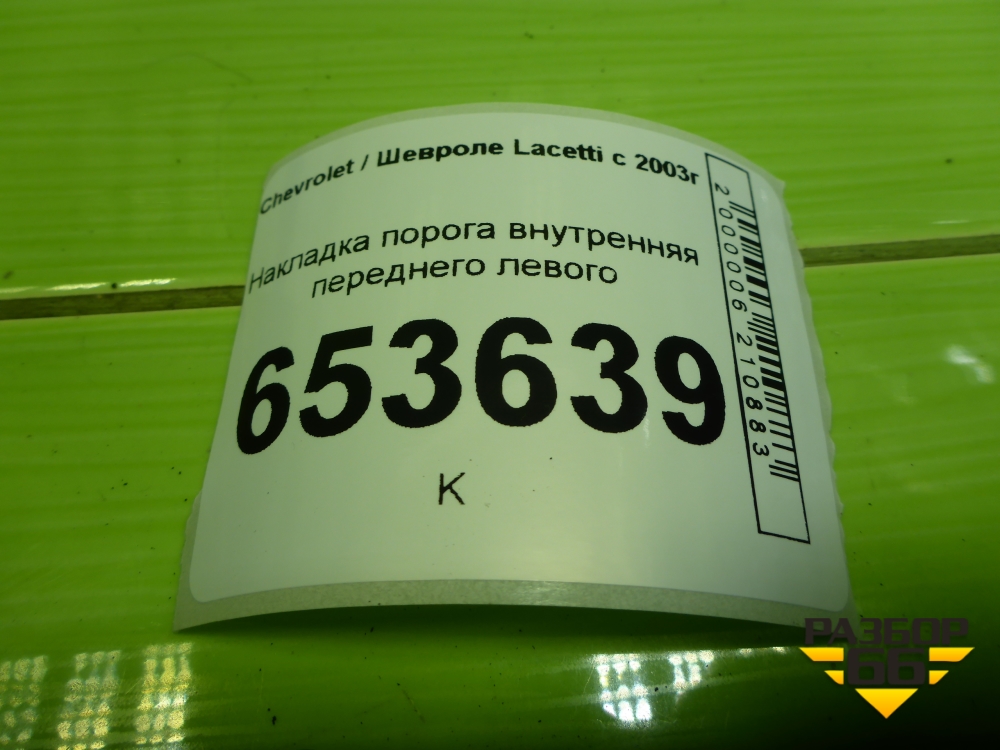 Chevrolet / Шевроле Lacetti с 2003г
Накладка порога внутренняя
переднего левого
653639
К
2000006210883
РАЗБОР
66